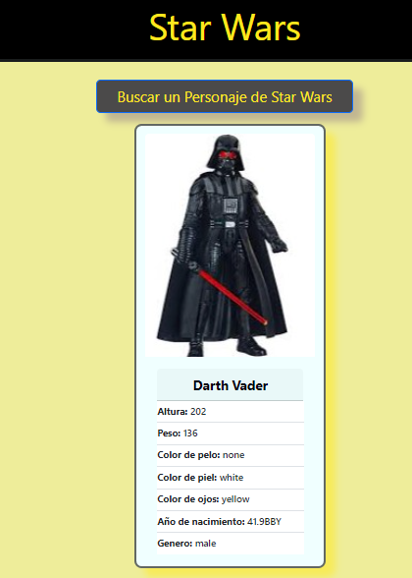 Star Wars
Buscar un Personaje de Star Wars
Darth Vader
Altura: 202
Peso: 136
Color de pelo: none
Color de piel: white
Color de ojos: yellow
Año de nacimiento: 41.9BBY
Genero: male